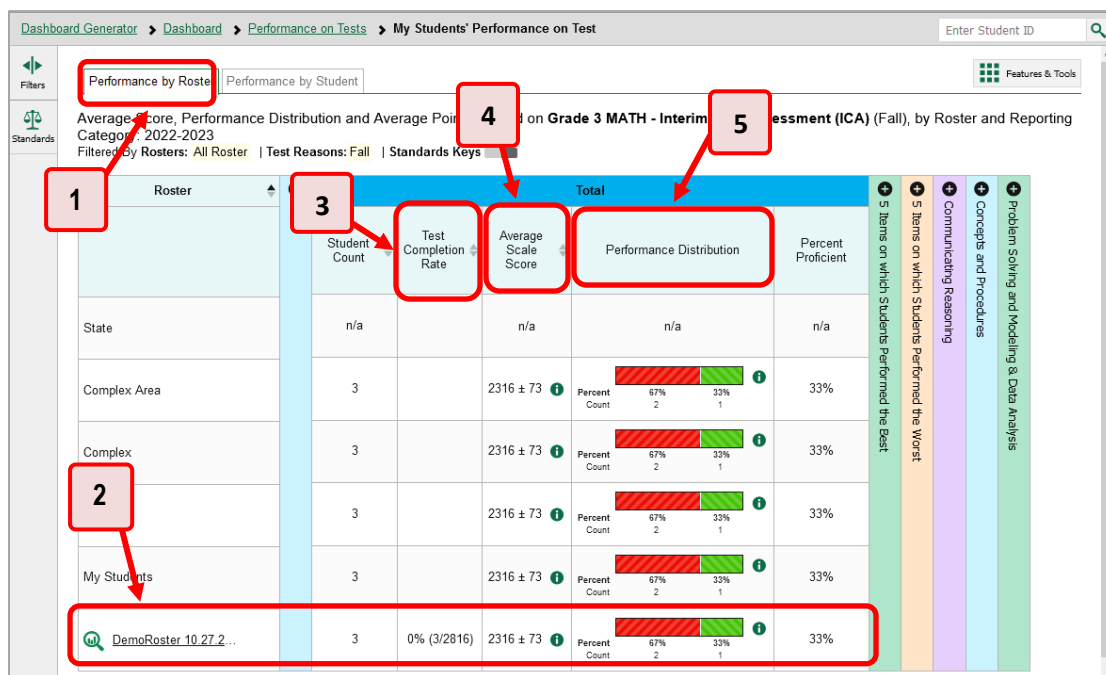 Dashboard Generator > Dashboard > Performance on Tests > My Students' Performance on Test
Enter Student ID
Filters
Standards
Performance by Roste
Performance by Student
Features & Tools
Average Score, Performance Distribution and Average Poin d on Grade 3 MATH - Interim essment (ICA) (Fall), by Roster and Reporting
Category: 2022-2023
Filtered By Rosters: All Roster | Test Reasons: Fall | Standards Keys
1
2
3
4
5
Roster
Total
Student Count
Test Completion Rate
Average Scale Score
Performance Distribution
Percent Proficient
5 Items on which Students Performed the Best
5 Items on which Students Performed the Worst
Communicating Reasoning
Concepts and Procedures
Problem Solving and Modeling & Data Analysis
State n/a n/a n/a n/a
Complex Area 3 2316 ± 73 Percent 67% 33% 33%
Count 2 1
Complex 3 2316 ± 73 Percent 67% 33% 33%
Count 2 1
3 2316 ± 73 Percent 67% 33% 33%
Count 2 1
My Students 3 2316 ± 73 Percent 67% 33% 33%
Count 2 1
DemoRoster 10.27.2... 3 0% (3/2816) 2316 ± 73 Percent 67% 33% 33%
Count 2 1